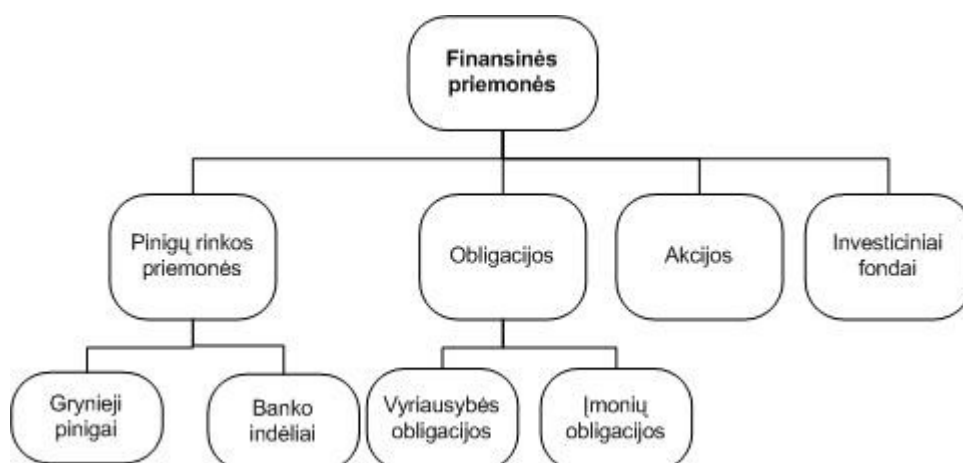 Finansinės
priemonės
Pinigų rinkos
priemonės
Obligacijos
Akcijos
Investiciniai
fondai
Grynieji
pinigai
Banko
indėliai
Vyriausybės
obligacijos
Įmonių
obligacijos